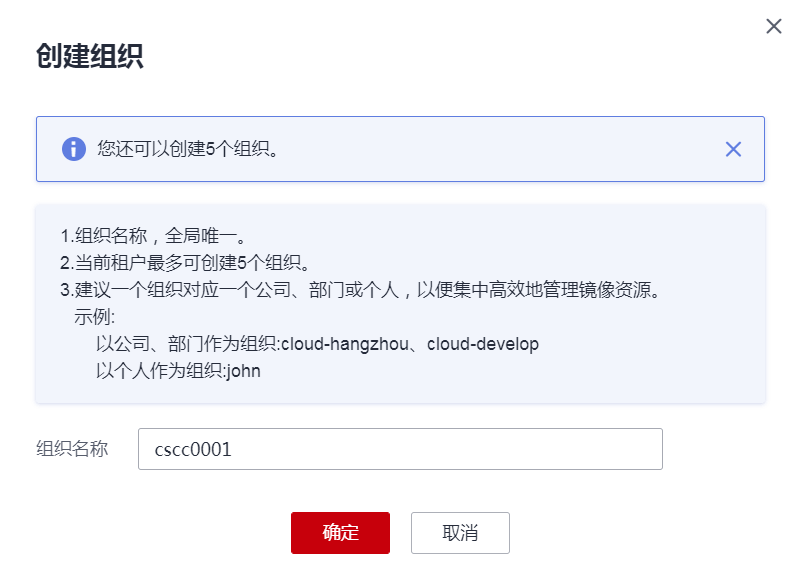 创建组织
您还可以创建5个组织。
1.组织名称，全局唯一。
2.当前租户最多可创建5个组织。
3.建议一个组织对应一个公司、部门或个人，以便集中高效地管理镜像资源。
示例:
以公司、部门作为组织:cloud-hangzhou、cloud-develop
以个人作为组织:john
组织名称 cscc0001
确定 取消